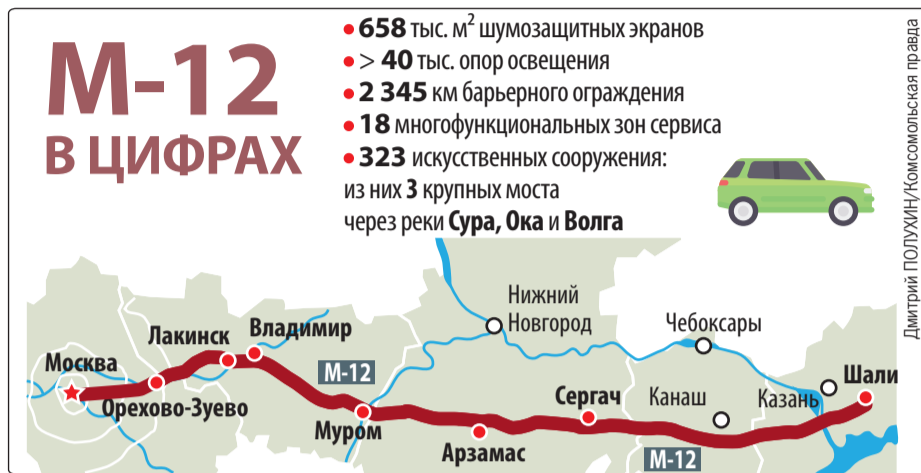 М-12
В ЦИФРАХ
• 658 тыс. м² шумозащитных экранов
• > 40 тыс. опор освещения
• 2 345 км барьерного ограждения
• 18 многофункциональных зон сервиса
• 323 искусственных сооружения:
из них 3 крупных моста
через реки Сура, Ока и Волга
Дмитрий ПОЛУХИН/Комсомольская правда
Нижний
Новгород
Чебоксары
Лакинск
Владимир
Москва
М-12
Шали
Сергач
Канаш
Казань
Орехово-Зуево
Муром
Арзамас
М-12